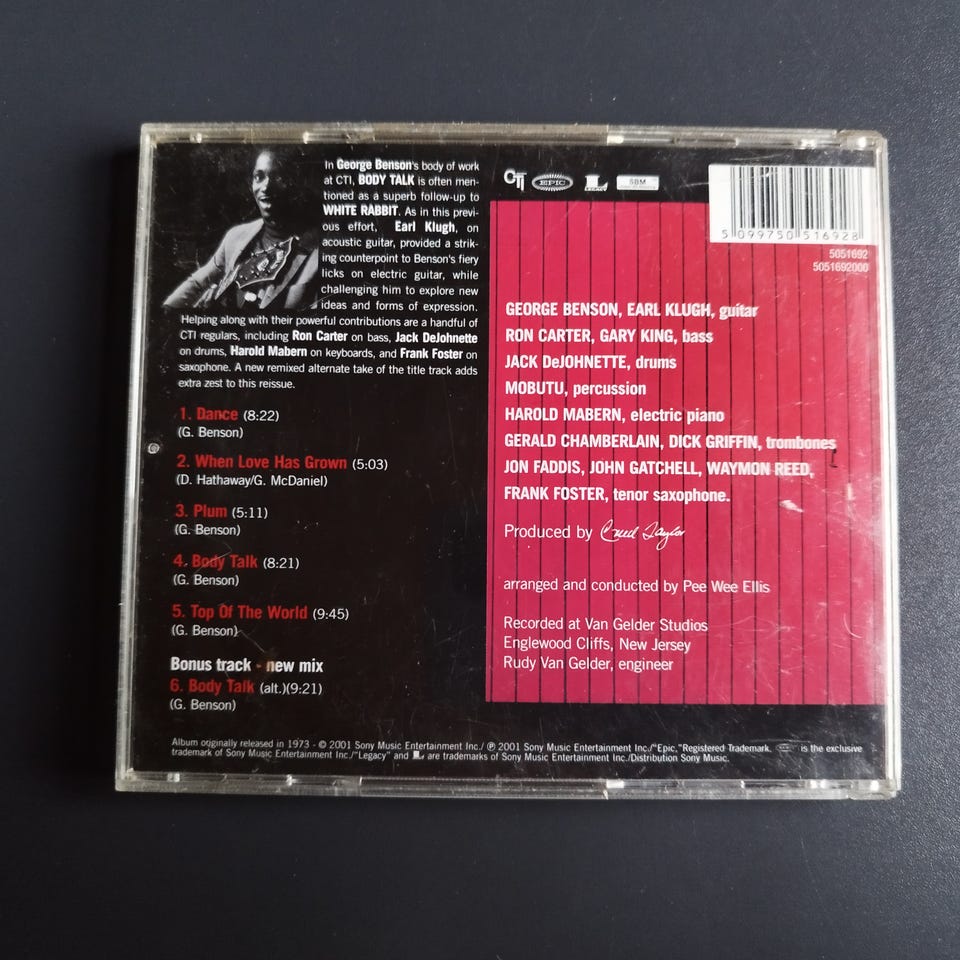 In George Benson's body of work
at CTI, BODY TALK is often men-
tioned as a superb follow-up to
WHITE RABBIT. As in this previ-
ous effort, Earl Klugh, on
acoustic guitar, provided a strik-
ing counterpoint to Benson's fiery
licks on electric guitar, while
challenging him to explore new
ideas and forms of expression.
Helping along with their powerful contributions are a handful of
CTI regulars, including Ron Carter on bass, Jack DeJohnette
on drums, Harold Mabern on keyboards, and Frank Foster on
saxophone. A new remixed alternate take of the title track adds
extra zest to this reissue.
1. Dance (8:22)
(G. Benson)
2. When Love Has Grown (5:03)
(D. Hathaway/G. McDaniel)
3. Plum (5:11)
(G. Benson)
4. Body Talk (8:21)
(G. Benson)
5. Top Of The World (9:45)
(G. Benson)
Bonus track - new mix
6. Body Talk (alt.)(9:21)
(G. Benson)
CTI EPIC LEGACY SBM
5 099750 516928
5051692
5051692000
GEORGE BENSON, EARL KLUGH, guitar
RON CARTER, GARY KING, bass
JACK DeJOHNETTE, drums
MOBUTU, percussion
HAROLD MABERN, electric piano
GERALD CHAMBERLAIN, DICK GRIFFIN, trombones
JON FADDIS, JOHN GATCHELL, WAYMON REED,
FRANK FOSTER, tenor saxophone.
Produced by Creed Taylor
arranged and conducted by Pee Wee Ellis
Recorded at Van Gelder Studios
Englewood Cliffs, New Jersey
Rudy Van Gelder, engineer
Album originally released in 1973 - © 2001 Sony Music Entertainment Inc./ ℗ 2001 Sony Music Entertainment Inc./"Epic,"Registered Trademark. is the exclusive
trademark of Sony Music Entertainment Inc./"Legacy" and L are trademarks of Sony Music Entertainment Inc./Distribution Sony Music.